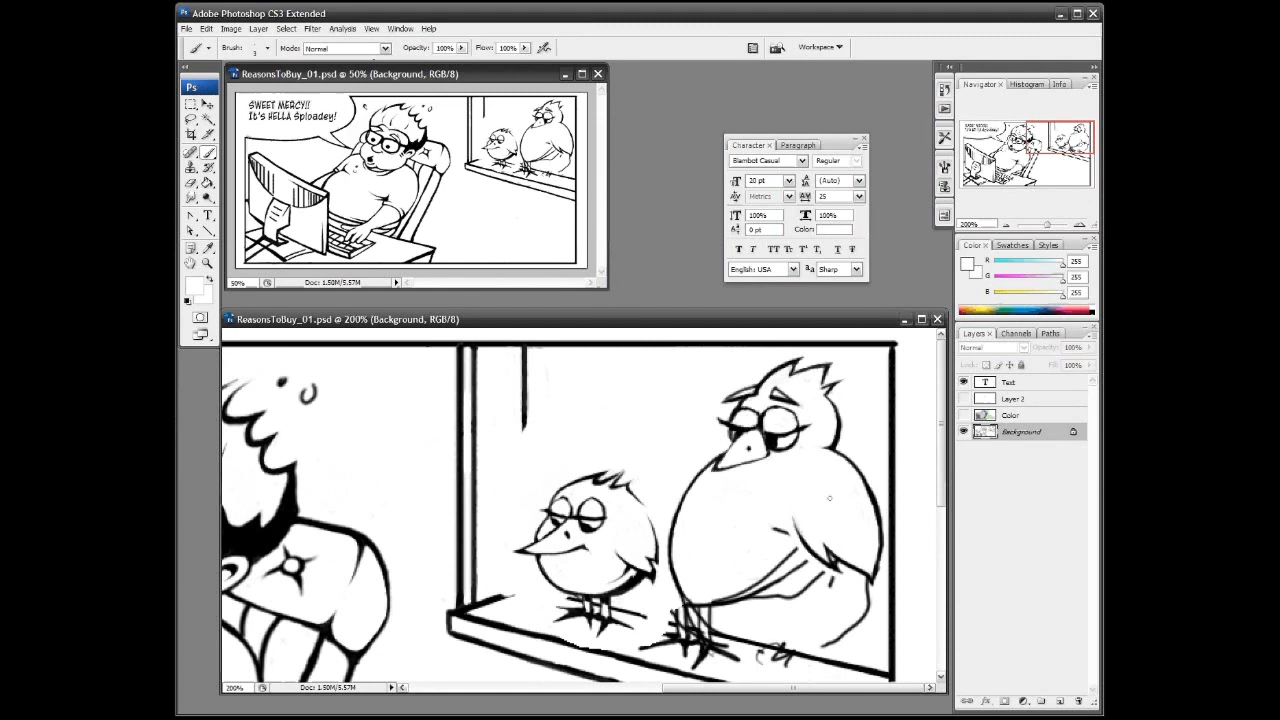 Adobe Photoshop CS3 Extended
File Edit Image Layer Select Filter Analysis View Window Help
Brush: 3 Mode: Normal Opacity: 100% Flow: 100% Workspace
ReasonsToBuy_01.psd @ 50% (Background, RGB/8)
Ps
SWEET MERCY!!
It's HELLA Sploadey!
50% Doc: 1.50M/5.57M
Character Paragraph
Blambot Casual Regular
20 pt (Auto)
Metrics 25
100% 100%
0 pt Color:
English: USA Sharp
Navigator Histogram Info
200%
Color Swatches Styles
R 255
G 255
B 255
Layers Channels Paths
Normal Opacity: 100%
Lock: Fill: 100%
T Text
Layer 2
Color
Background
ReasonsToBuy_01.psd @ 200% (Background, RGB/8)
200% Doc: 1.50M/5.57M